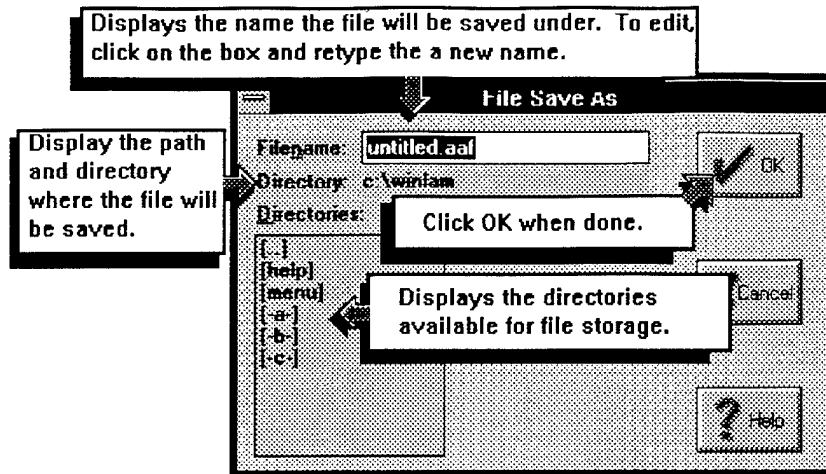 Displays the name the file will be saved under. To edit,
click on the box and retype the a new name.
File Save As
Display the path
and directory
where the file will
be saved.
Filename: untitled.aaf
OK
Directory: c:\winfam
Directories:
Click OK when done.
[..]
[help]
[menu]
[-a-]
[-b-]
[-c-]
Displays the directories
available for file storage.
Cancel
Help